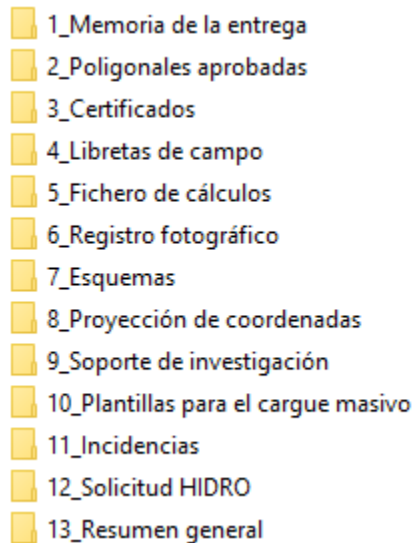 1_Memoria de la entrega
2_Poligonales aprobadas
3_Certificados
4_Libretas de campo
5_Fichero de cálculos
6_Registro fotográfico
7_Esquemas
8_Proyección de coordenadas
9_Soporte de investigación
10_Plantillas para el cargue masivo
11_Incidencias
12_Solicitud HIDRO
13_Resumen general